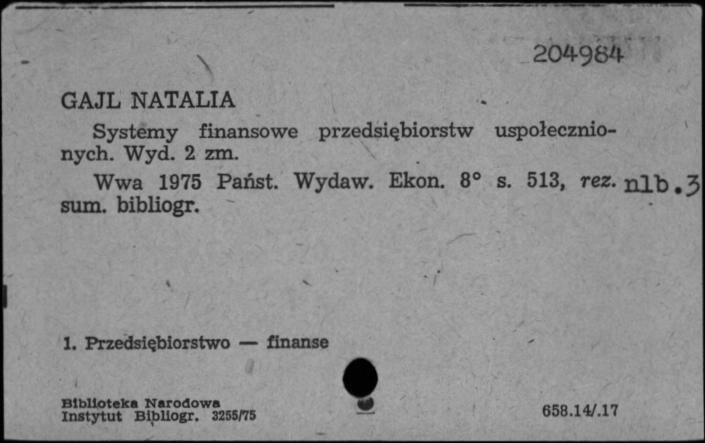 204984
GAJL NATALIA
Systemy finansowe przedsiębiorstw uspołecznio-
nych. Wyd. 2 zm.
Wwa 1975 Państ. Wydaw. Ekon. 8° s. 513, rez. nlb.3
sum. bibliogr.
1. Przedsiębiorstwo — finanse
Biblioteka Narodowa
Instytut Bibliogr. 3255/75
658.14/.17